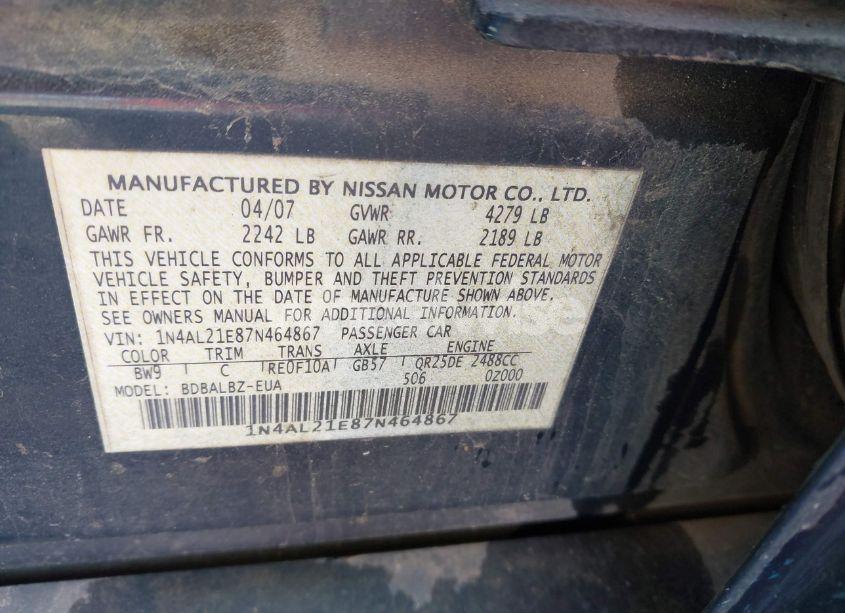 MANUFACTURED BY NISSAN MOTOR CO., LTD.
DATE 04/07 GVWR 4279 LB
GAWR FR. 2242 LB GAWR RR. 2189 LB
THIS VEHICLE CONFORMS TO ALL APPLICABLE FEDERAL MOTOR
VEHICLE SAFETY, BUMPER AND THEFT PREVENTION STANDARDS
IN EFFECT ON THE DATE OF MANUFACTURE SHOWN ABOVE.
SEE OWNERS MANUAL FOR ADDITIONAL INFORMATION.
VIN: 1N4AL21E87N464867 PASSENGER CAR
COLOR TRIM TRANS AXLE ENGINE
BW9 C RE0F10A GB57 QR25DE 2488CC
MODEL: BDBALBZ-EUA 506 02000
1N4AL21E87N464867